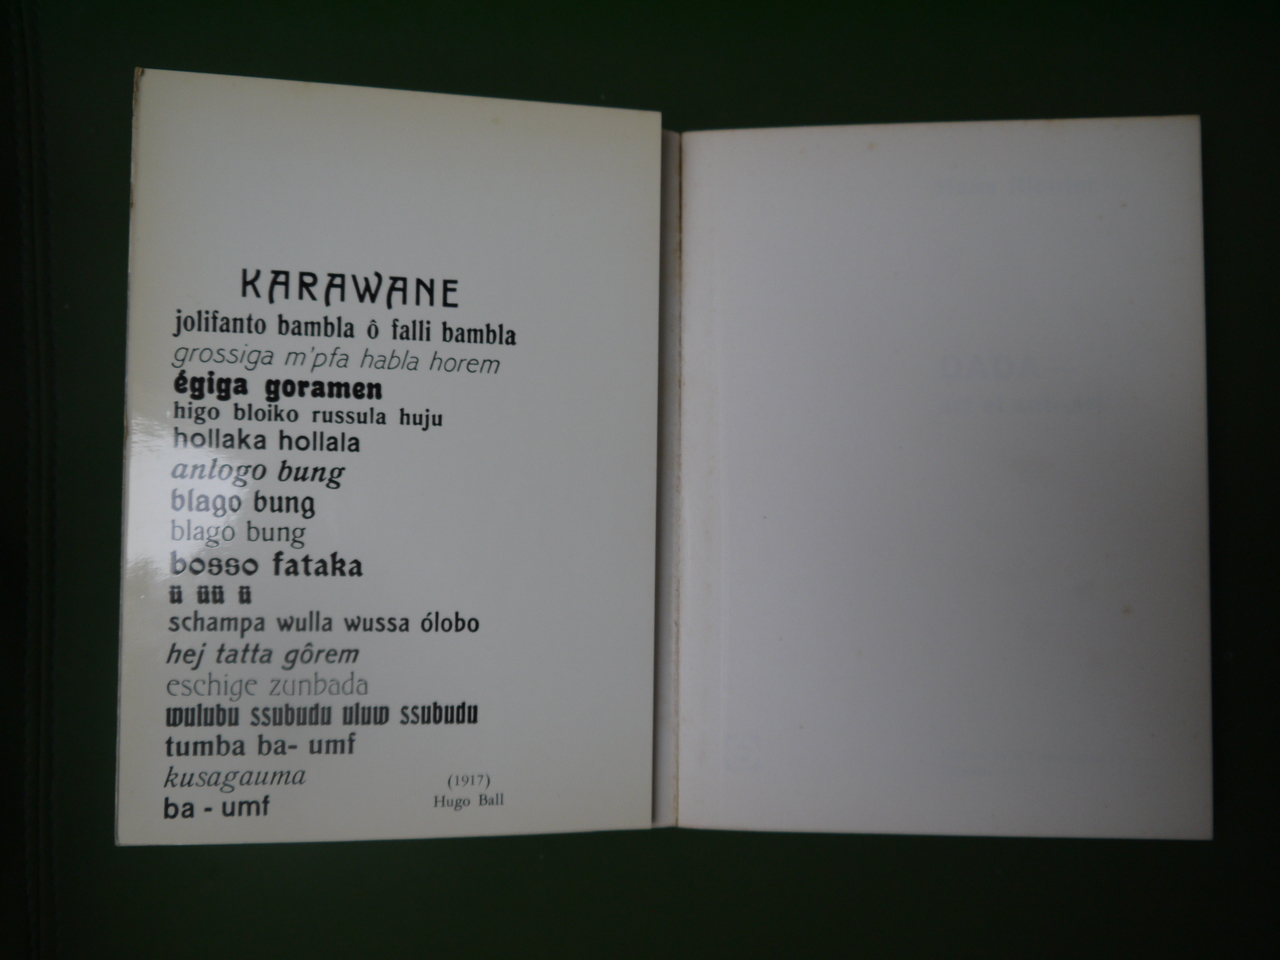 KARAWANE
jolifanto bambla ô falli bambla
grossiga m'pfa habla horem
égiga goramen
higo bloiko russula huju
hollaka hollala
anlogo bung
blago bung
blago bung
bosso fataka
ü üü ü
schampa wulla wussa ólobo
hej tatta gôrem
eschige zunbada
wulubu ssubudu uluw ssubudu
tumba ba- umf
kusagauma
ba - umf
(1917)
Hugo Ball
DADA